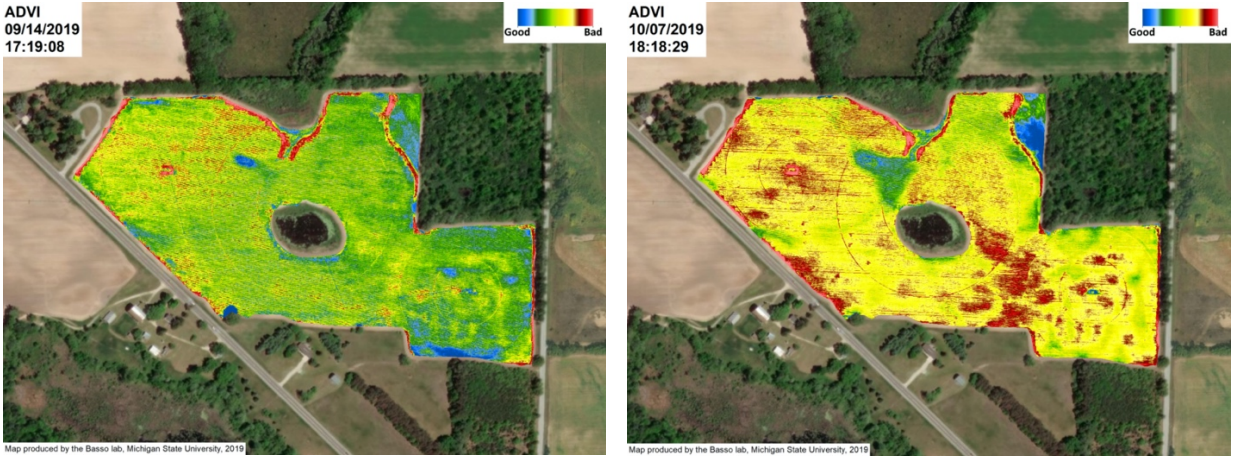 ADVI
09/14/2019
17:19:08
Good Bad
Map produced by the Basso lab, Michigan State University, 2019
ADVI
10/07/2019
18:18:29
Good Bad
Map produced by the Basso lab, Michigan State University, 2019